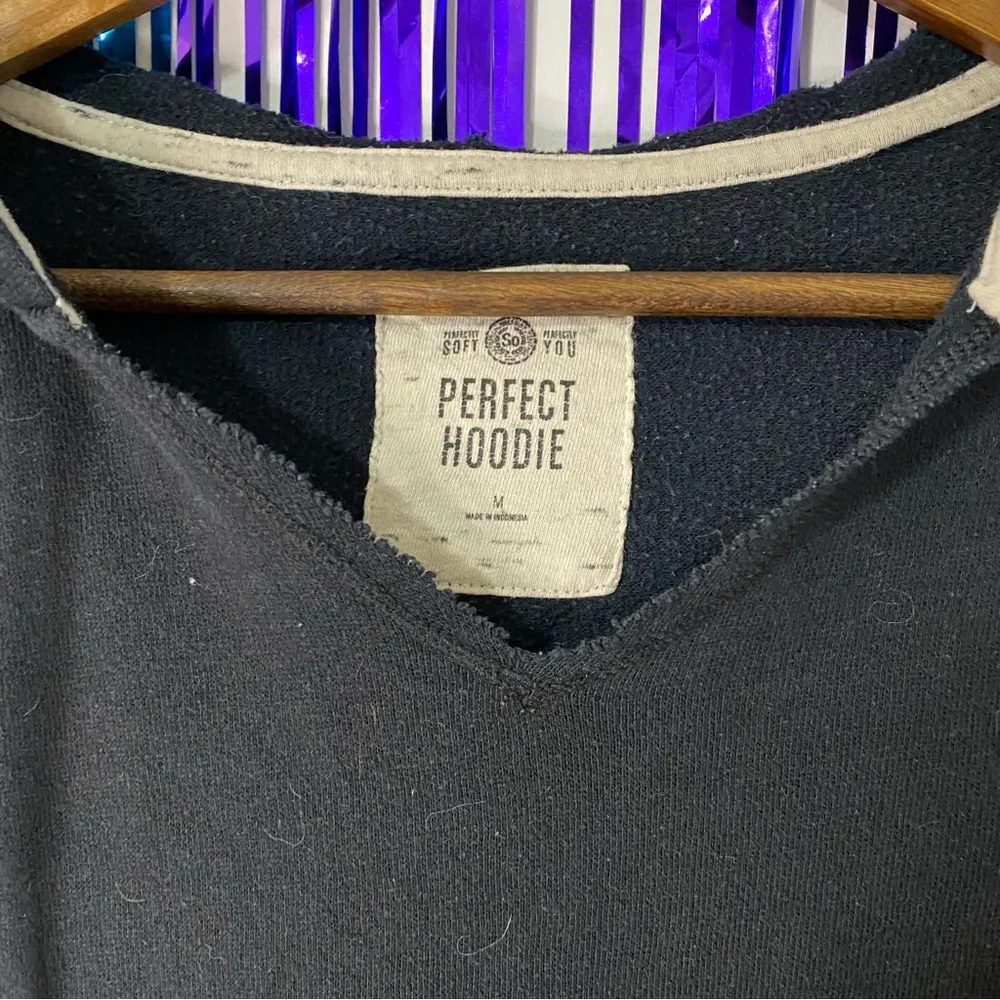 PERFECTLY SOFT So PERFECTLY YOU
PERFECT
HOODIE
M
MADE IN INDONESIA